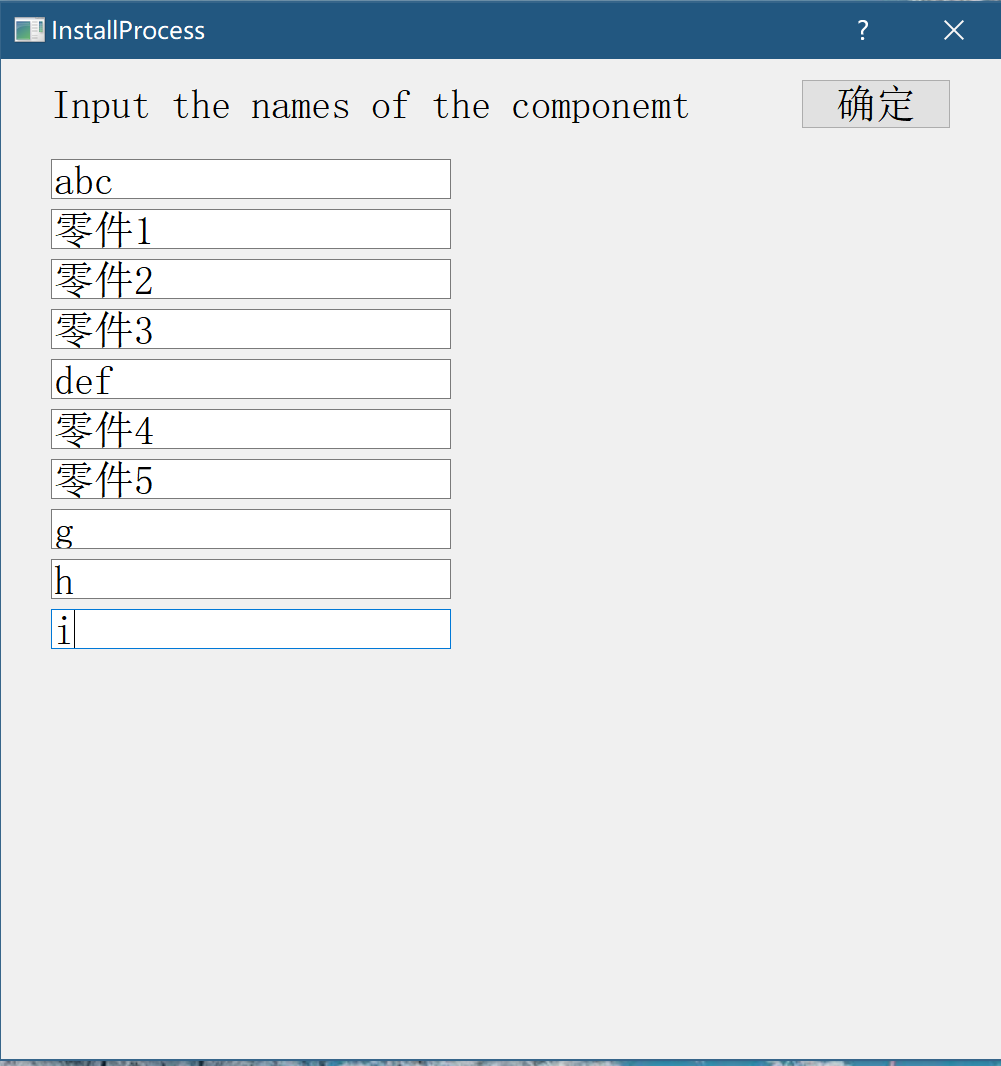 InstallProcess ?
Input the names of the componemt 确定
abc
零件1
零件2
零件3
def
零件4
零件5
g
h
i